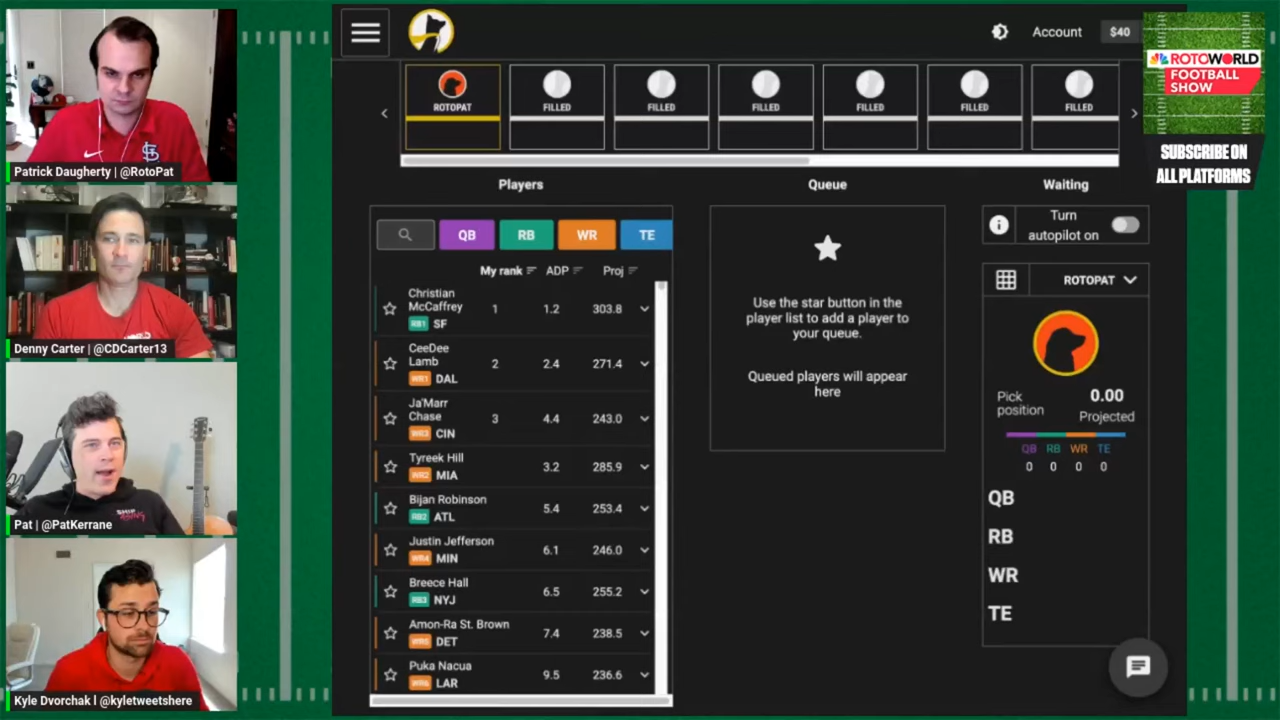 Account
$40
ROTOPAT
FILLED
FILLED
FILLED
FILLED
FILLED
FILLED
ROTOWORLD
FOOTBALL
SHOW
SUBSCRIBE ON
ALL PLATFORMS
Patrick Daugherty | @RotoPat
Denny Carter | @CDCarter13
Pat | @PatKerrane
Kyle Dvorchak l @kyletweetshere
Players
QB
RB
WR
TE
My rank
ADP
Proj
Christian
McCaffrey
1
1.2
303.8
RB1 SF
CeeDee
Lamb
2
2.4
271.4
WR1 DAL
Ja'Marr
Chase
3
4.4
243.0
WR3 CIN
Tyreek Hill
3.2
285.9
WR2 MIA
Bijan Robinson
5.4
253.4
RB2 ATL
Justin Jefferson
6.1
246.0
WR4 MIN
Breece Hall
6.5
255.2
RB3 NYJ
Amon-Ra St. Brown
7.4
238.5
WR5 DET
Puka Nacua
9.5
236.6
WR6 LAR
Queue
Use the star button in the
player list to add a player to
your queue.
Queued players will appear
here
Waiting
Turn
autopilot on
ROTOPAT
Pick
position
0.00
Projected
QB RB WR TE
0 0 0 0
QB
RB
WR
TE